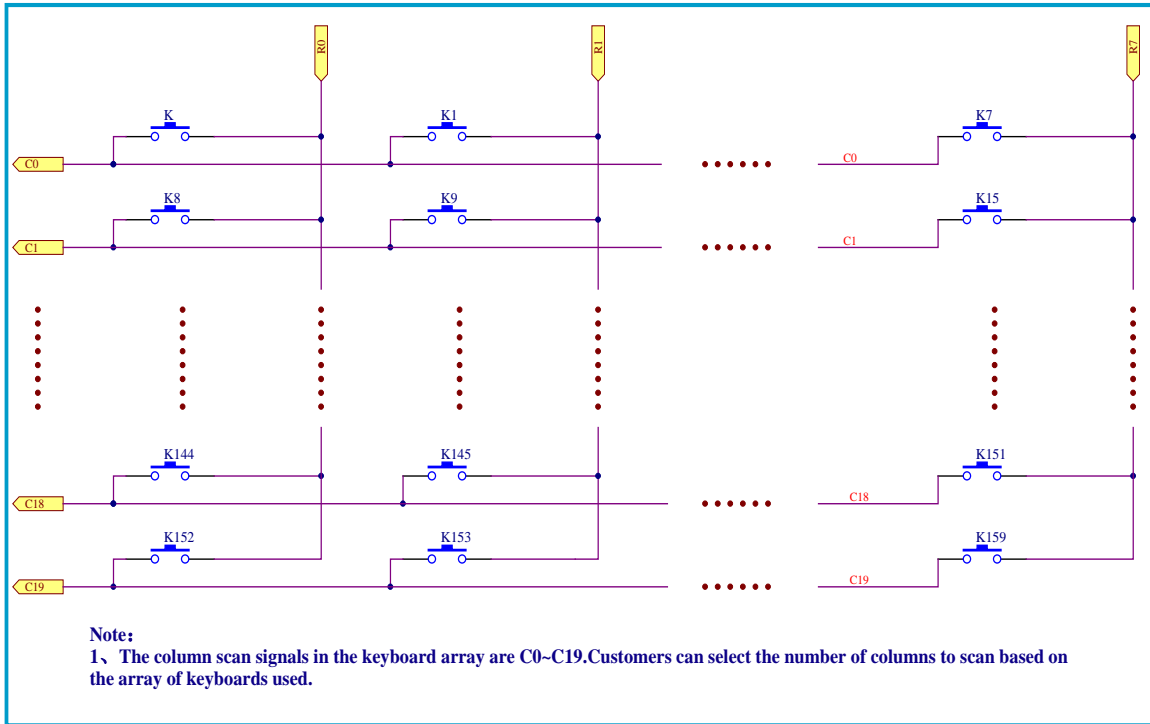 R0
R1
R7
K
K1
K7
C0
C0
K8
K9
K15
C1
C1
K144
K145
K151
C18
C18
K152
K153
K159
C19
C19
Note:
1、The column scan signals in the keyboard array are C0~C19.Customers can select the number of columns to scan based on
the array of keyboards used.